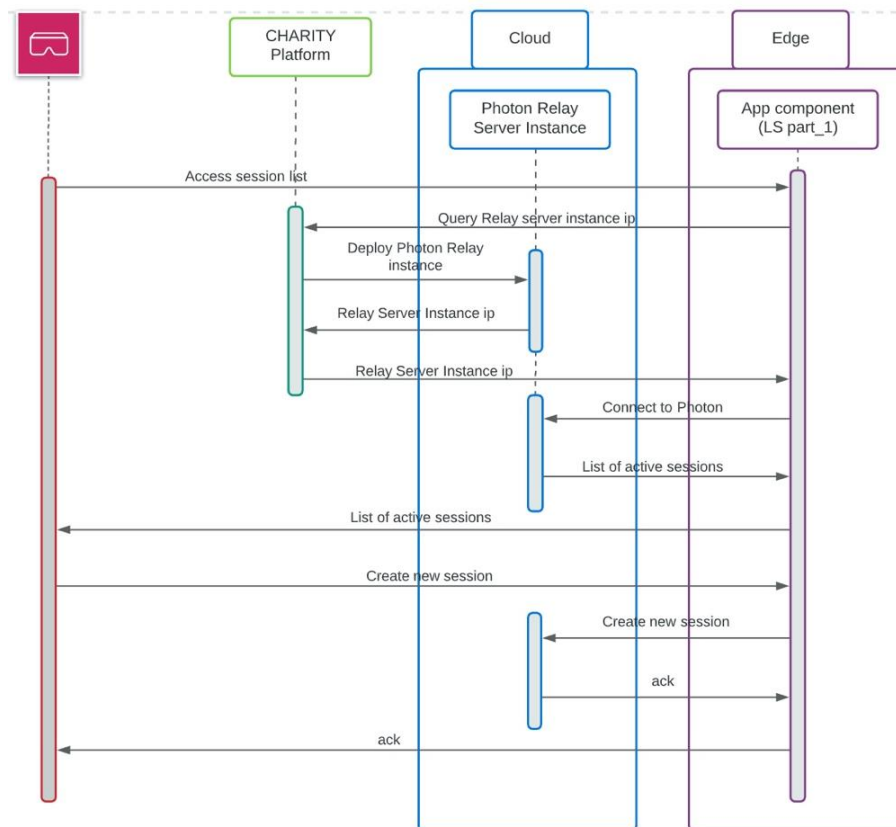 CHARITY
Platform
Cloud
Edge
Photon Relay
Server Instance
App component
(LS part_1)
Access session list
Query Relay server instance ip
Deploy Photon Relay
instance
Relay Server Instance ip
Relay Server Instance ip
Connect to Photon
List of active sessions
List of active sessions
Create new session
Create new session
ack
ack